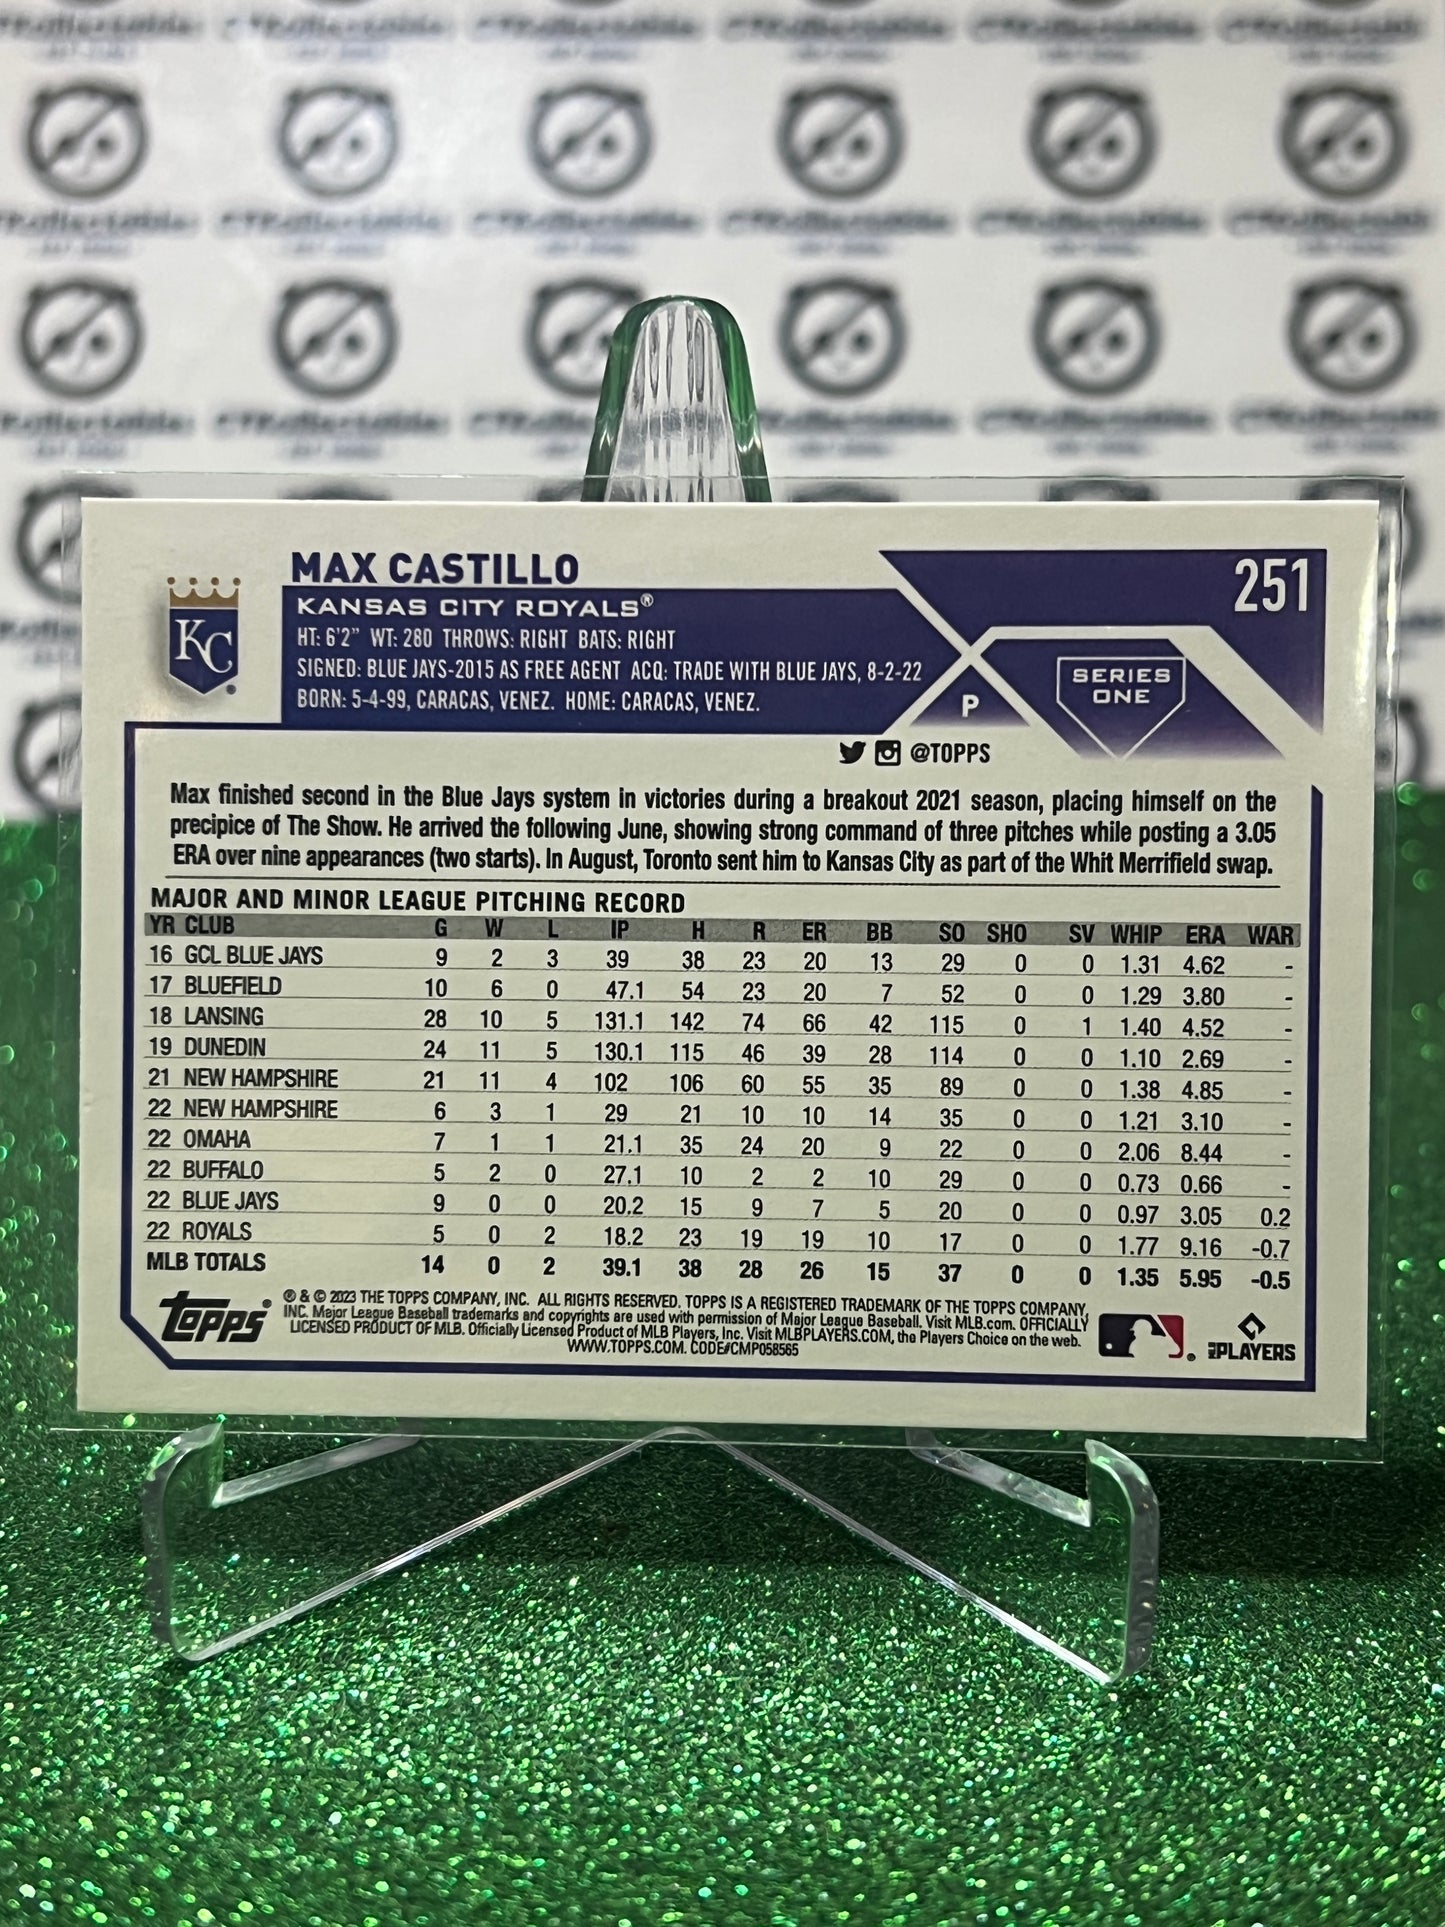 MAX CASTILLO
251
KANSAS CITY ROYALS®
KC
HT: 6'2" WT: 280 THROWS: RIGHT BATS: RIGHT
SIGNED: BLUE JAYS-2015 AS FREE AGENT ACQ: TRADE WITH BLUE JAYS, 8-2-22
BORN: 5-4-99, CARACAS, VENEZ. HOME: CARACAS, VENEZ.
P
SERIES
ONE
@TOPPS
Max finished second in the Blue Jays system in victories during a breakout 2021 season, placing himself on the
precipice of The Show. He arrived the following June, showing strong command of three pitches while posting a 3.05
ERA over nine appearances (two starts). In August, Toronto sent him to Kansas City as part of the Whit Merrifield swap.
MAJOR AND MINOR LEAGUE PITCHING RECORD
YR CLUB G W L IP H R ER BB SO SHO SV WHIP ERA WAR
16 GCL BLUE JAYS 9 2 3 39 38 23 20 13 29 0 0 1.31 4.62 -
17 BLUEFIELD 10 6 0 47.1 54 23 20 7 52 0 0 1.29 3.80 -
18 LANSING 28 10 5 131.1 142 74 66 42 115 0 1 1.40 4.52 -
19 DUNEDIN 24 11 5 130.1 115 46 39 28 114 0 0 1.10 2.69 -
21 NEW HAMPSHIRE 21 11 4 102 106 60 55 35 89 0 0 1.38 4.85 -
22 NEW HAMPSHIRE 6 3 1 29 21 10 10 14 35 0 0 1.21 3.10 -
22 OMAHA 7 1 1 21.1 35 24 20 9 22 0 0 2.06 8.44 -
22 BUFFALO 5 2 0 27.1 10 2 2 10 29 0 0 0.73 0.66 -
22 BLUE JAYS 9 0 0 20.2 15 9 7 5 20 0 0 0.97 3.05 0.2
22 ROYALS 5 0 2 18.2 23 19 19 10 17 0 0 1.77 9.16 -0.7
MLB TOTALS 14 0 2 39.1 38 28 26 15 37 0 0 1.35 5.95 -0.5
Topps®
® & © 2023 THE TOPPS COMPANY, INC. ALL RIGHTS RESERVED. TOPPS IS A REGISTERED TRADEMARK OF THE TOPPS COMPANY,
INC. Major League Baseball trademarks and copyrights are used with permission of Major League Baseball. Visit MLB.com. OFFICIALLY
LICENSED PRODUCT OF MLB. Officially Licensed Product of MLB Players, Inc. Visit MLBPLAYERS.COM, the Players Choice on the web.
WWW.TOPPS.COM. CODE#CMP058565
PLAYERS